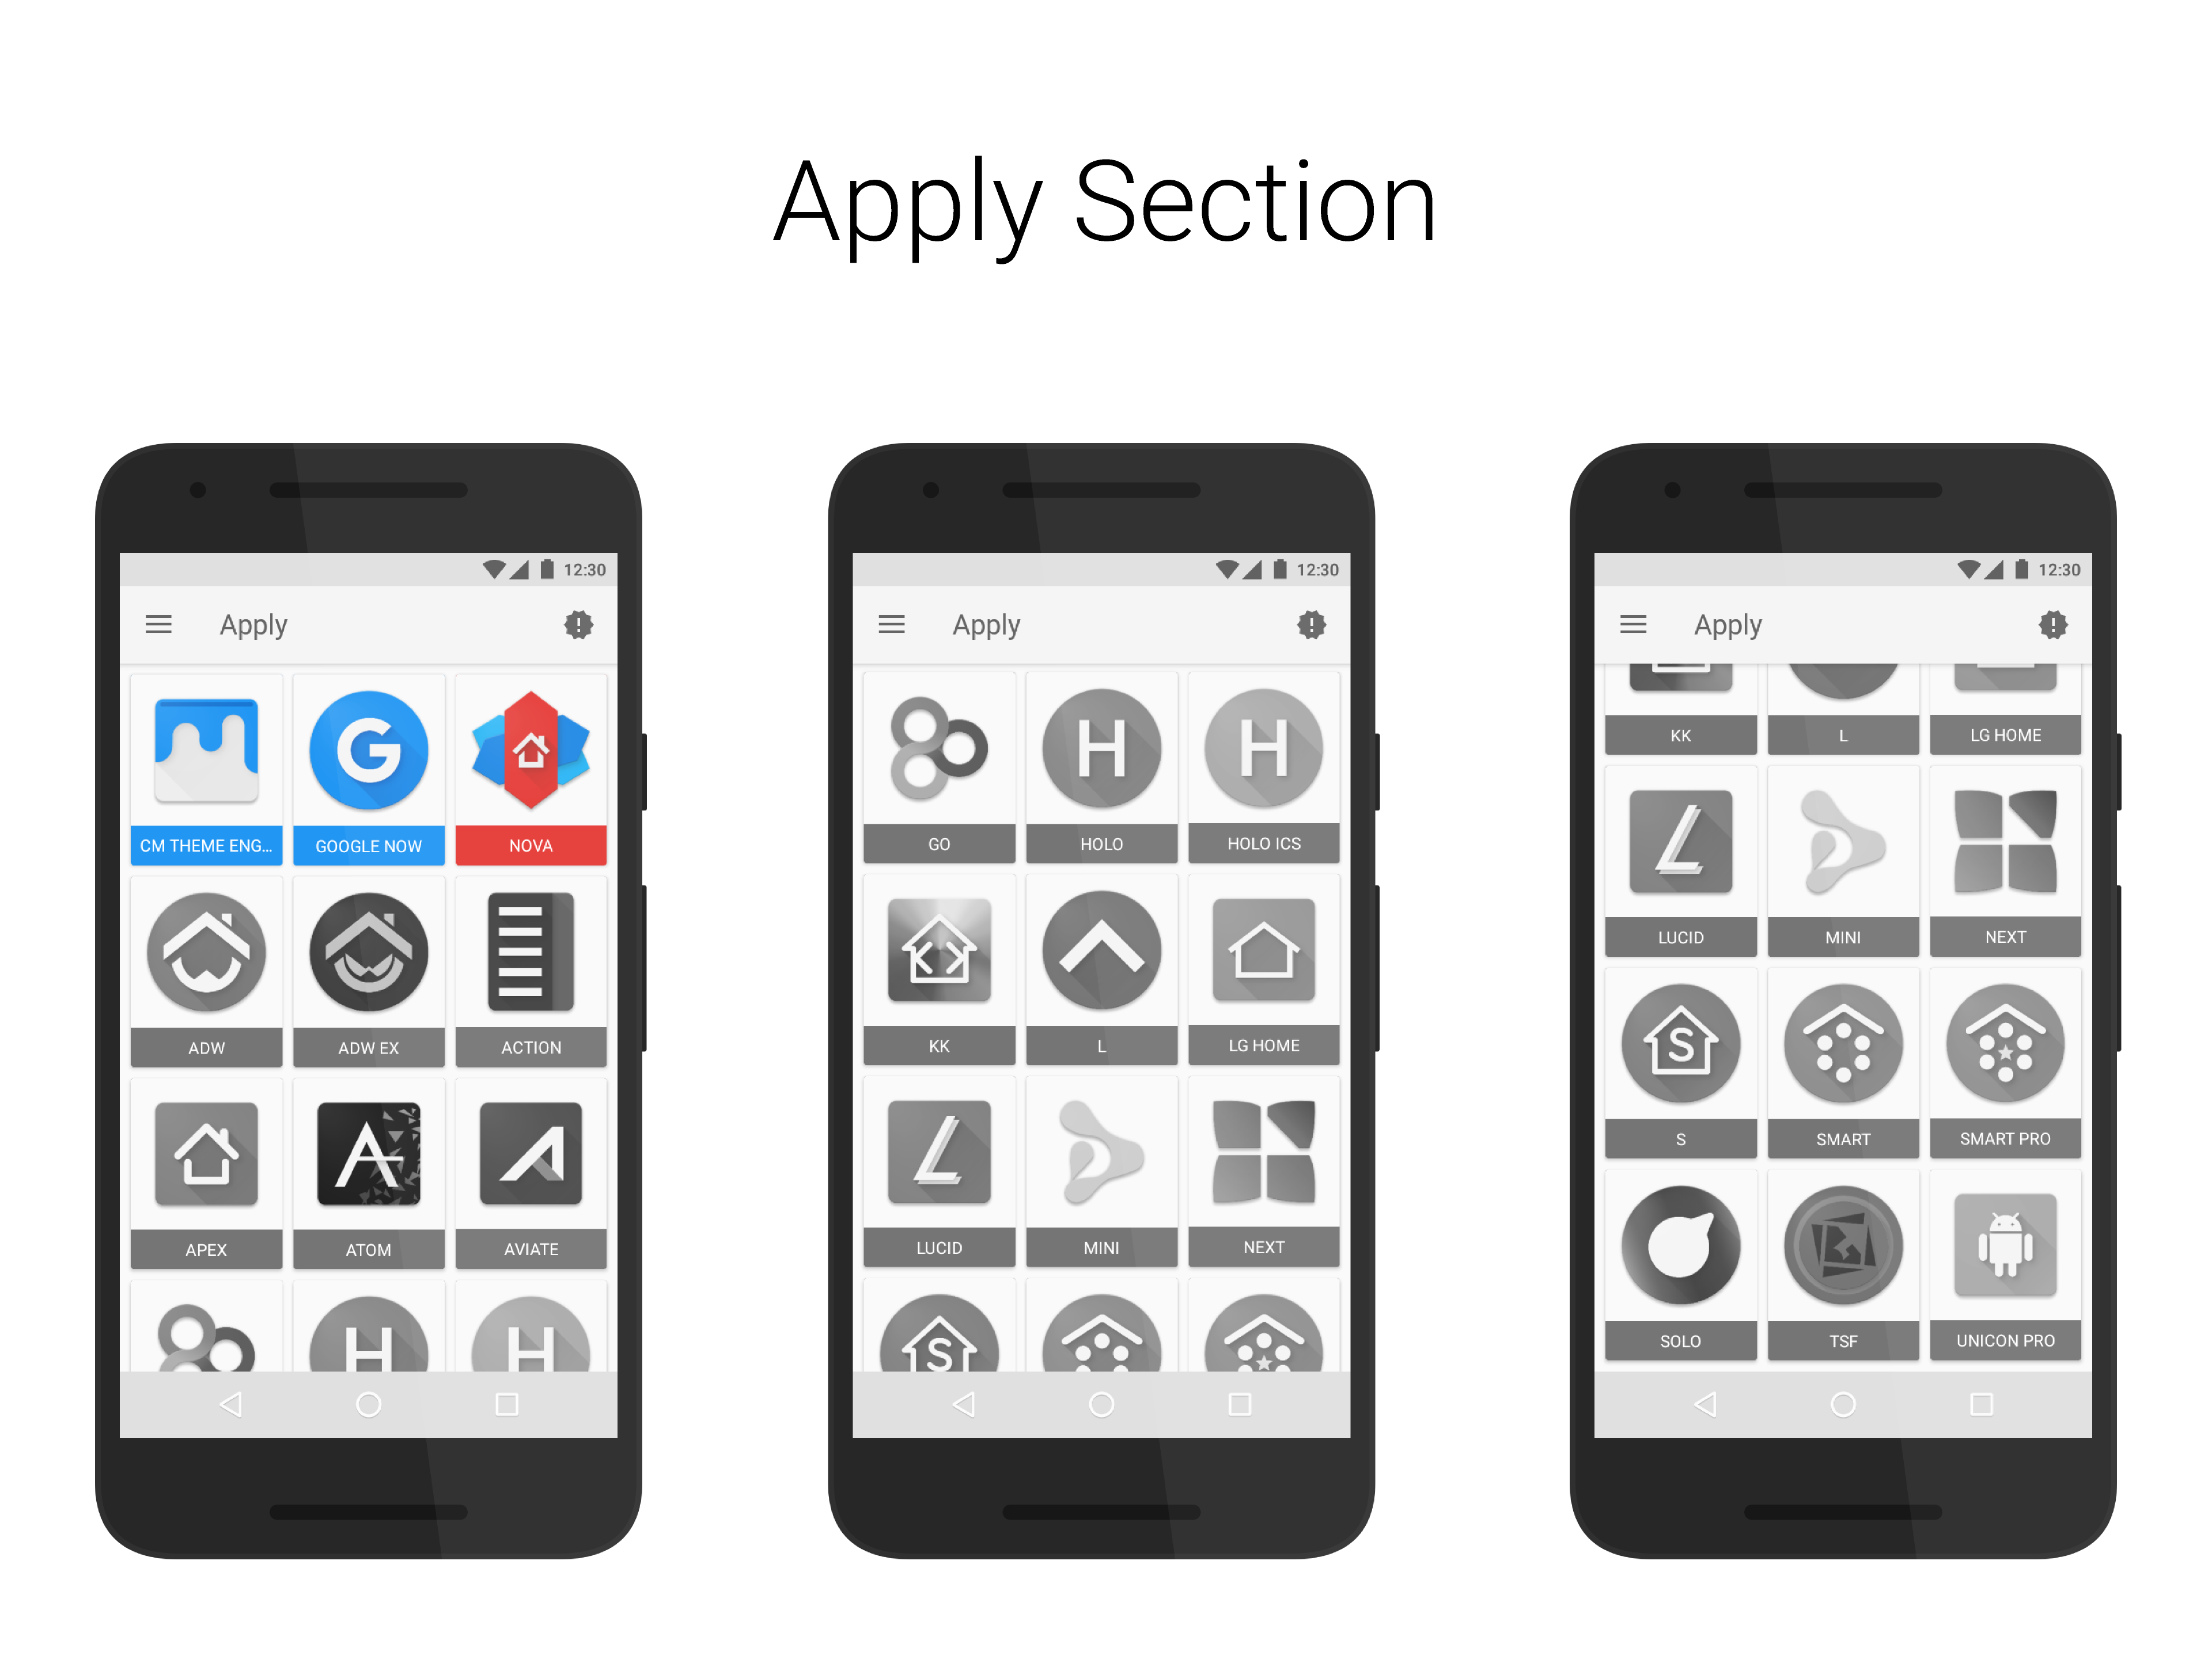 Apply Section
12:30
Apply
CM THEME ENG...
GOOGLE NOW
NOVA
ADW
ADW EX
ACTION
APEX
ATOM
AVIATE
12:30
Apply
GO
HOLO
HOLO ICS
KK
L
LG HOME
LUCID
MINI
NEXT
12:30
Apply
KK
L
LG HOME
LUCID
MINI
NEXT
S
SMART
SMART PRO
SOLO
TSF
UNICON PRO